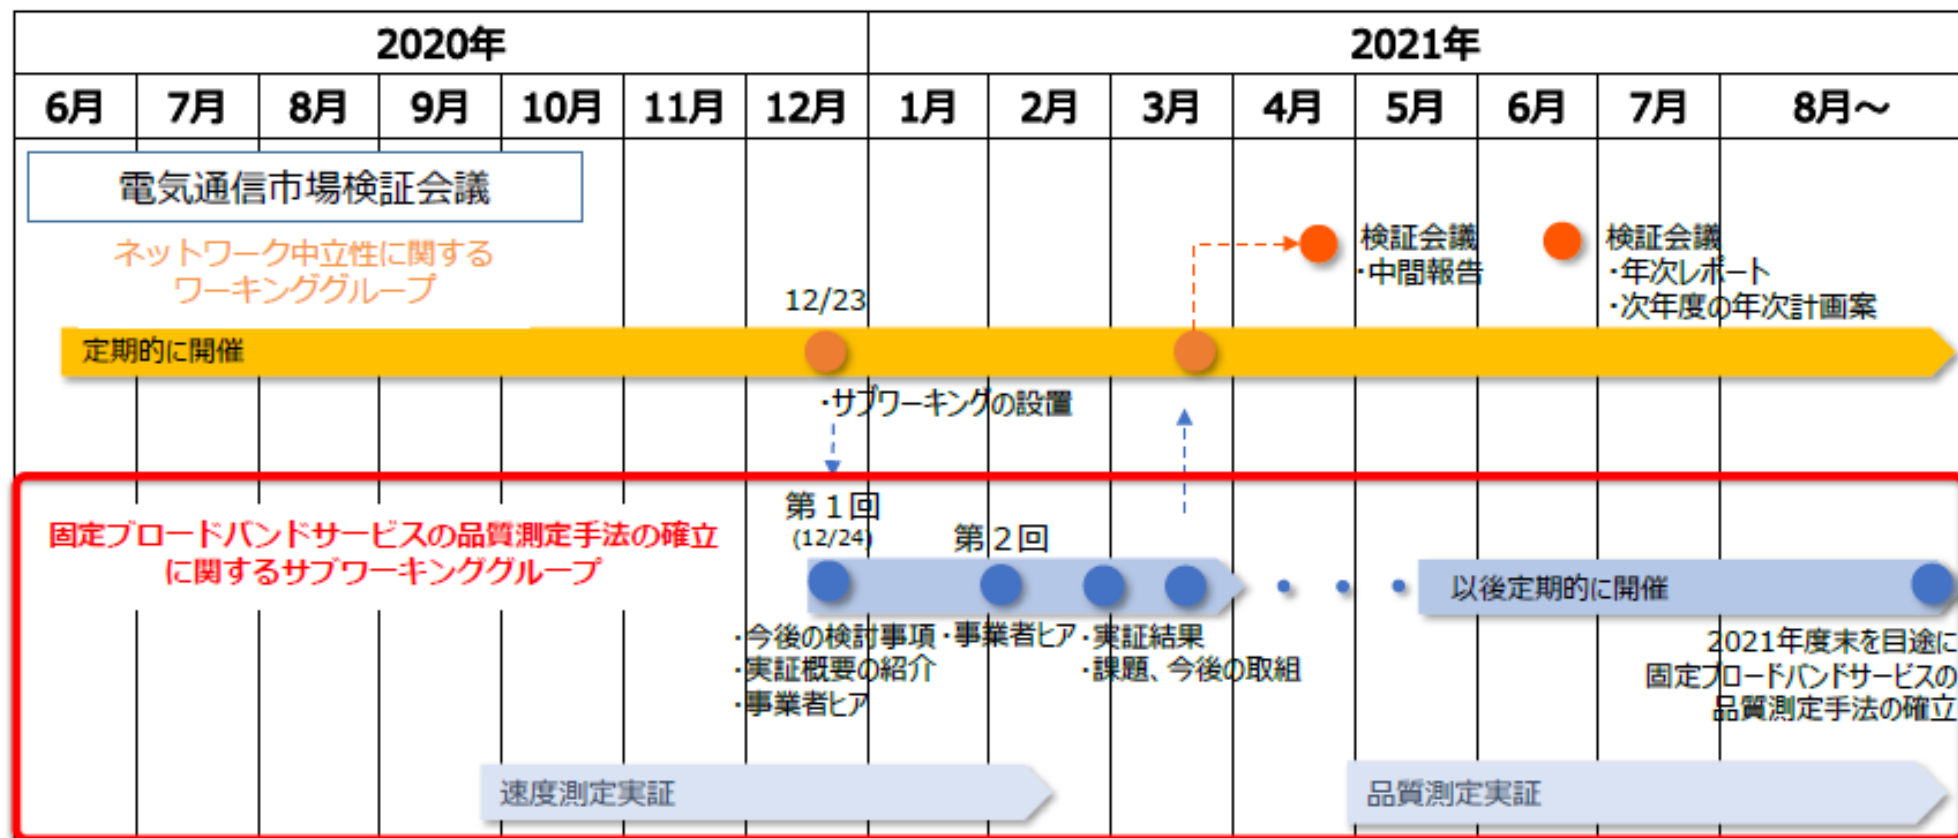 2020年
2021年
6月
7月
8月
9月
10月
11月
12月
1月
2月
3月
4月
5月
6月
7月
8月～
電気通信市場検証会議
ネットワーク中立性に関する
ワーキンググループ
12/23
検証会議
・中間報告
検証会議
・年次レポート
・次年度の年次計画案
定期的に開催
・サブワーキングの設置
固定ブロードバンドサービスの品質測定手法の確立
に関するサブワーキンググループ
第１回
(12/24)
第２回
以後定期的に開催
・今後の検討事項
・実証概要の紹介
・事業者ヒア
・事業者ヒア
・実証結果
・課題、今後の取組
2021年度末を目途に
固定ブロードバンドサービスの
品質測定手法の確立
速度測定実証
品質測定実証